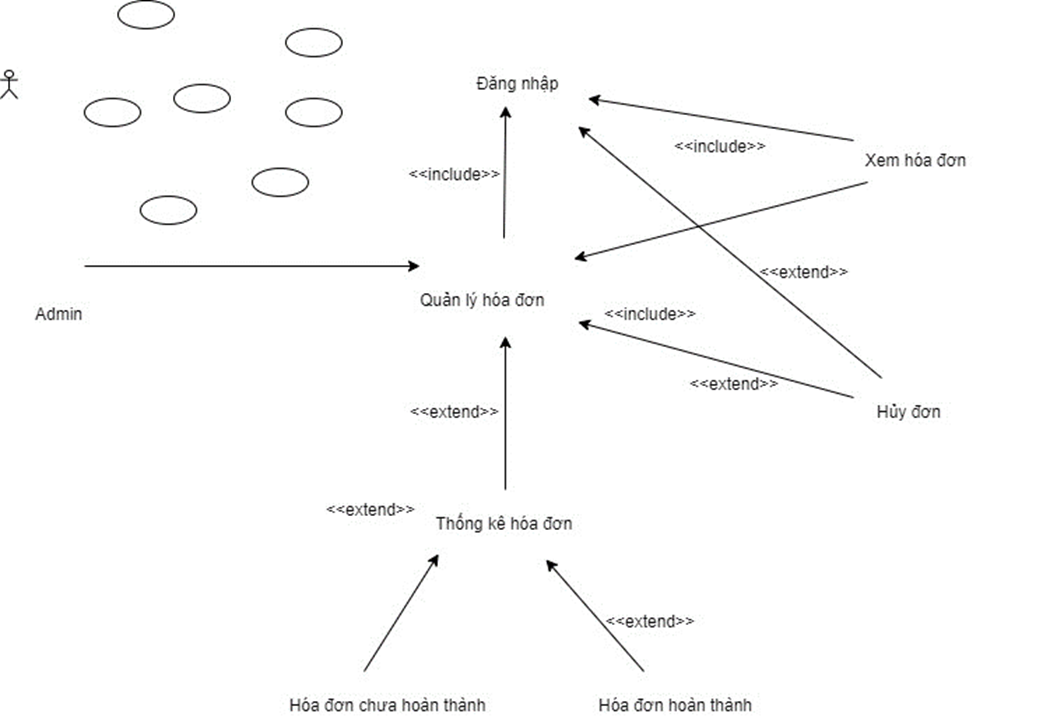 Đăng nhập
<<include>>
Xem hóa đơn
<<include>>
<<extend>>
Quản lý hóa đơn
<<include>>
Admin
<<extend>>
<<extend>>
Hủy đơn
<<extend>>
Thống kê hóa đơn
<<extend>>
Hóa đơn chưa hoàn thành
Hóa đơn hoàn thành